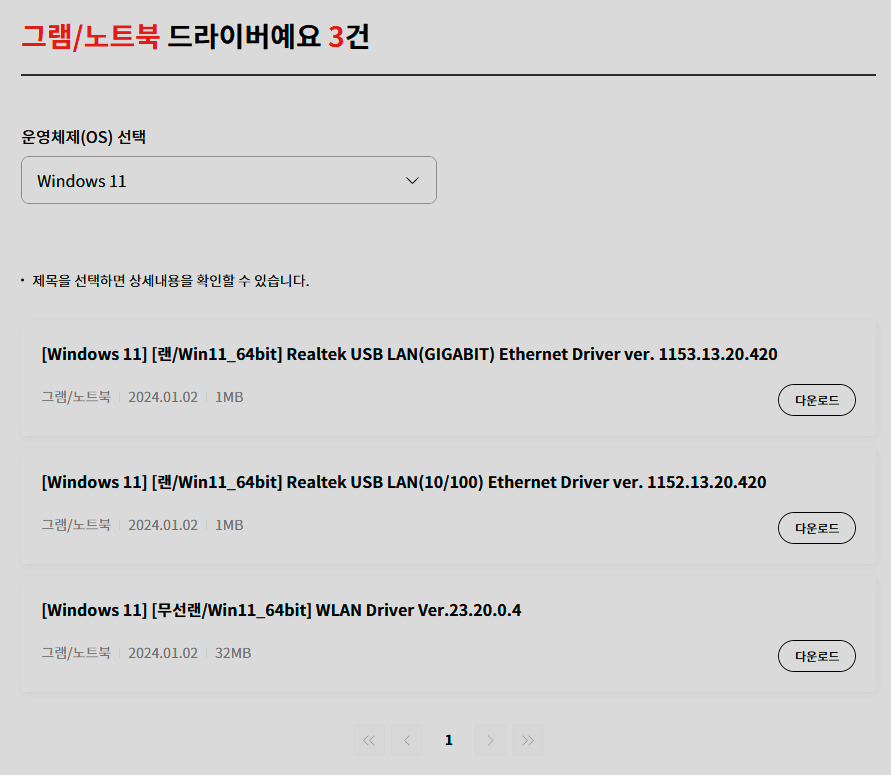 그램/노트북 드라이버예요 3건
운영체제(OS) 선택
Windows 11
• 제목을 선택하면 상세내용을 확인할 수 있습니다.
[Windows 11] [랜/Win11_64bit] Realtek USB LAN(GIGABIT) Ethernet Driver ver. 1153.13.20.420
그램/노트북 | 2024.01.02 | 1MB
다운로드
[Windows 11] [랜/Win11_64bit] Realtek USB LAN(10/100) Ethernet Driver ver. 1152.13.20.420
그램/노트북 | 2024.01.02 | 1MB
다운로드
[Windows 11] [무선랜/Win11_64bit] WLAN Driver Ver.23.20.0.4
그램/노트북 | 2024.01.02 | 32MB
다운로드
1